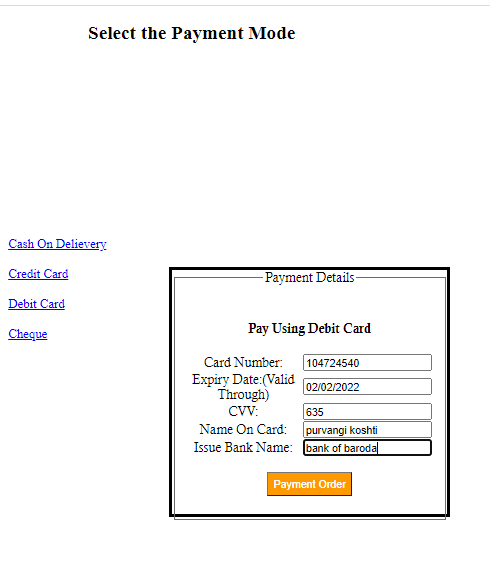 Select the Payment Mode
Cash On Delievery
Credit Card
Debit Card
Cheque
Payment Details
Pay Using Debit Card
Card Number: 104724540
Expiry Date:(Valid
Through) 02/02/2022
CVV: 635
Name On Card: purvangi koshti
Issue Bank Name: bank of baroda
Payment Order